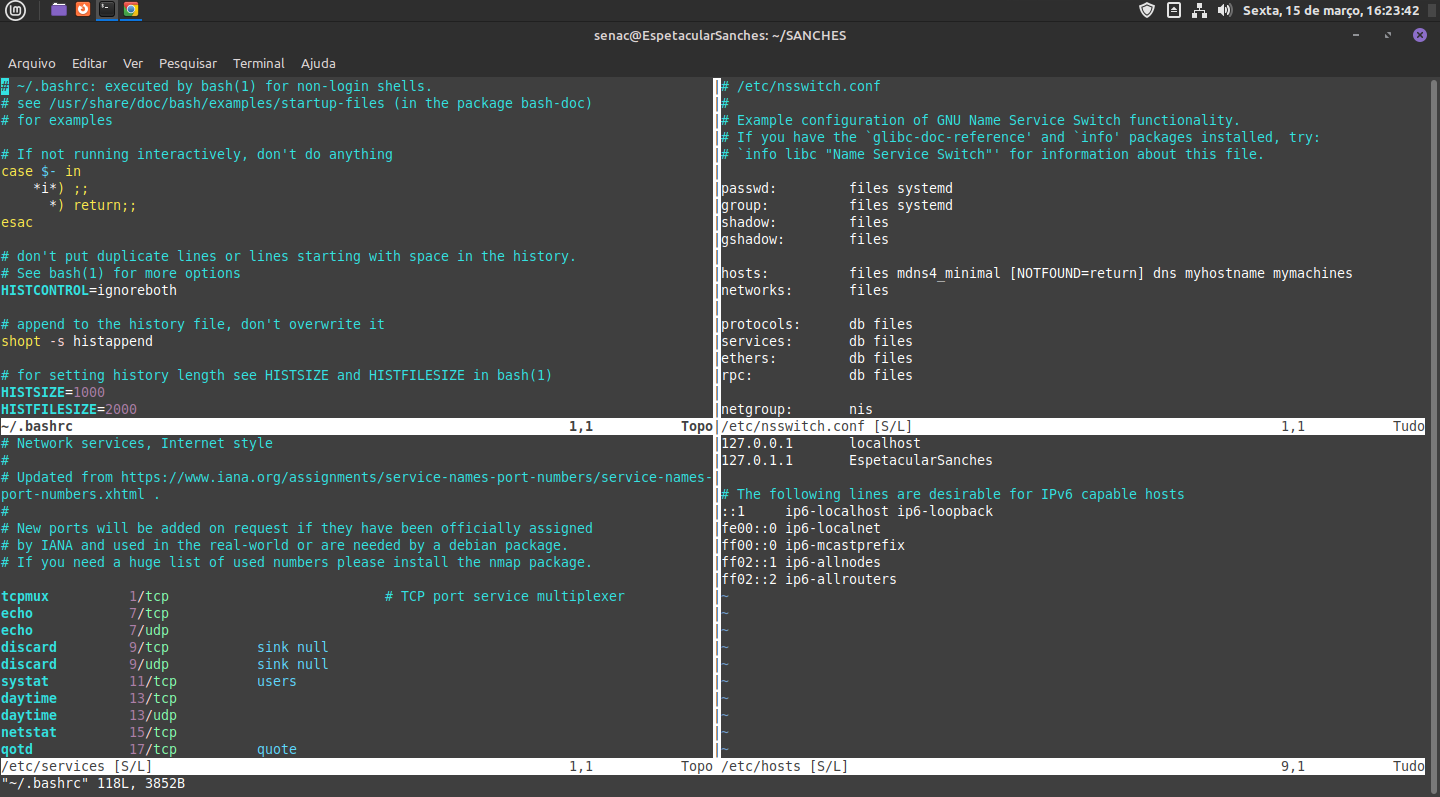 Sexta, 15 de março, 16:23:42
senac@EspetacularSanches: ~/SANCHES
Arquivo Editar Ver Pesquisar Terminal Ajuda
# ~/.bashrc: executed by bash(1) for non-login shells.
# see /usr/share/doc/bash/examples/startup-files (in the package bash-doc)
# for examples

# If not running interactively, don't do anything
case $- in
    *i*) ;;
      *) return;;
esac

# don't put duplicate lines or lines starting with space in the history.
# See bash(1) for more options
HISTCONTROL=ignoreboth

# append to the history file, don't overwrite it
shopt -s histappend

# for setting history length see HISTSIZE and HISTFILESIZE in bash(1)
HISTSIZE=1000
HISTFILESIZE=2000
~/.bashrc 1,1 Topo
# /etc/nsswitch.conf
#
# Example configuration of GNU Name Service Switch functionality.
# If you have the `glibc-doc-reference' and `info' packages installed, try:
# `info libc "Name Service Switch"' for information about this file.

passwd:         files systemd
group:          files systemd
shadow:         files
gshadow:        files

hosts:          files mdns4_minimal [NOTFOUND=return] dns myhostname mymachines
networks:       files

protocols:      db files
services:       db files
ethers:         db files
rpc:            db files

netgroup:       nis
/etc/nsswitch.conf [S/L] 1,1 Tudo
# Network services, Internet style
#
# Updated from https://www.iana.org/assignments/service-names-port-numbers/service-names-
port-numbers.xhtml .
#
# New ports will be added on request if they have been officially assigned
# by IANA and used in the real-world or are needed by a debian package.
# If you need a huge list of used numbers please install the nmap package.

tcpmux          1/tcp                           # TCP port service multiplexer
echo            7/tcp
echo            7/udp
discard         9/tcp           sink null
discard         9/udp           sink null
systat          11/tcp          users
daytime         13/tcp
daytime         13/udp
netstat         15/tcp
qotd            17/tcp          quote
/etc/services [S/L] 1,1 Topo
127.0.0.1       localhost
127.0.1.1       EspetacularSanches

# The following lines are desirable for IPv6 capable hosts
::1     ip6-localhost ip6-loopback
fe00::0 ip6-localnet
ff00::0 ip6-mcastprefix
ff02::1 ip6-allnodes
ff02::2 ip6-allrouters
~
~
~
~
~
~
~
~
~
~
/etc/hosts [S/L] 9,1 Tudo
"~/.bashrc" 118L, 3852B